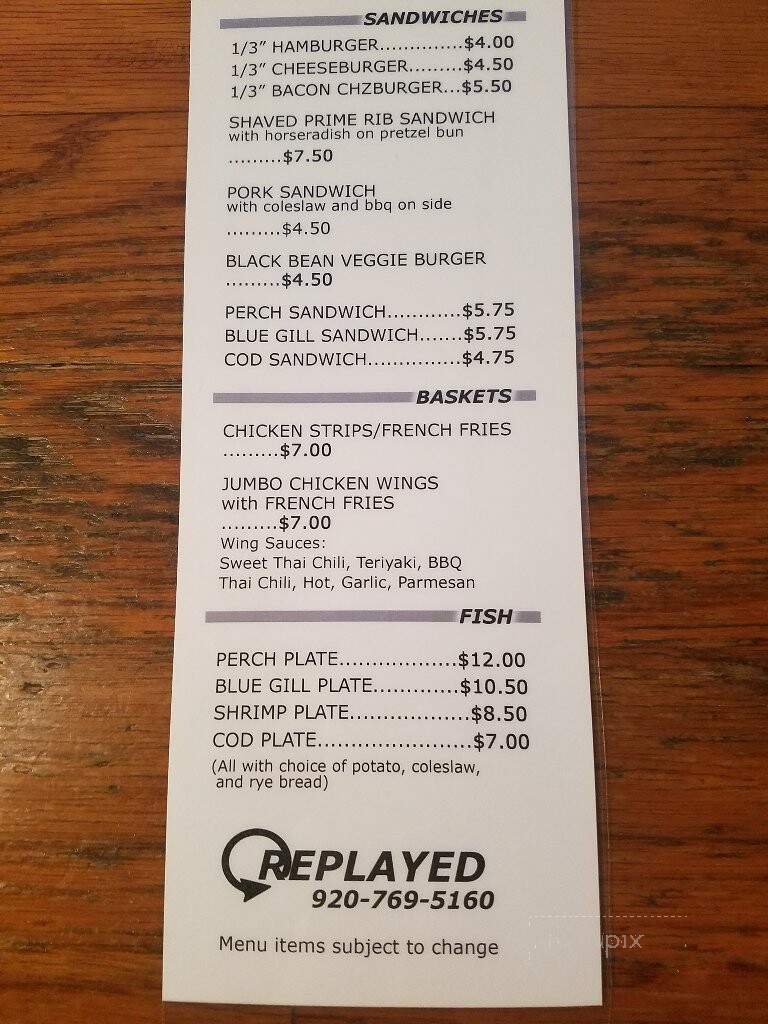 SANDWICHES
1/3" HAMBURGER.............$4.00
1/3" CHEESEBURGER........$4.50
1/3" BACON CHZBURGER...$5.50
SHAVED PRIME RIB SANDWICH
with horseradish on pretzel bun
.........$7.50
PORK SANDWICH
with coleslaw and bbq on side
.........$4.50
BLACK BEAN VEGGIE BURGER
.........$4.50
PERCH SANDWICH............$5.75
BLUE GILL SANDWICH.......$5.75
COD SANDWICH...............$4.75
BASKETS
CHICKEN STRIPS/FRENCH FRIES
.........$7.00
JUMBO CHICKEN WINGS
with FRENCH FRIES
.........$7.00
Wing Sauces:
Sweet Thai Chili, Teriyaki, BBQ
Thai Chili, Hot, Garlic, Parmesan
FISH
PERCH PLATE..................$12.00
BLUE GILL PLATE.............$10.50
SHRIMP PLATE..................$8.50
COD PLATE.......................$7.00
(All with choice of potato, coleslaw,
and rye bread)
REPLAYED
920-769-5160
Menu items subject to change